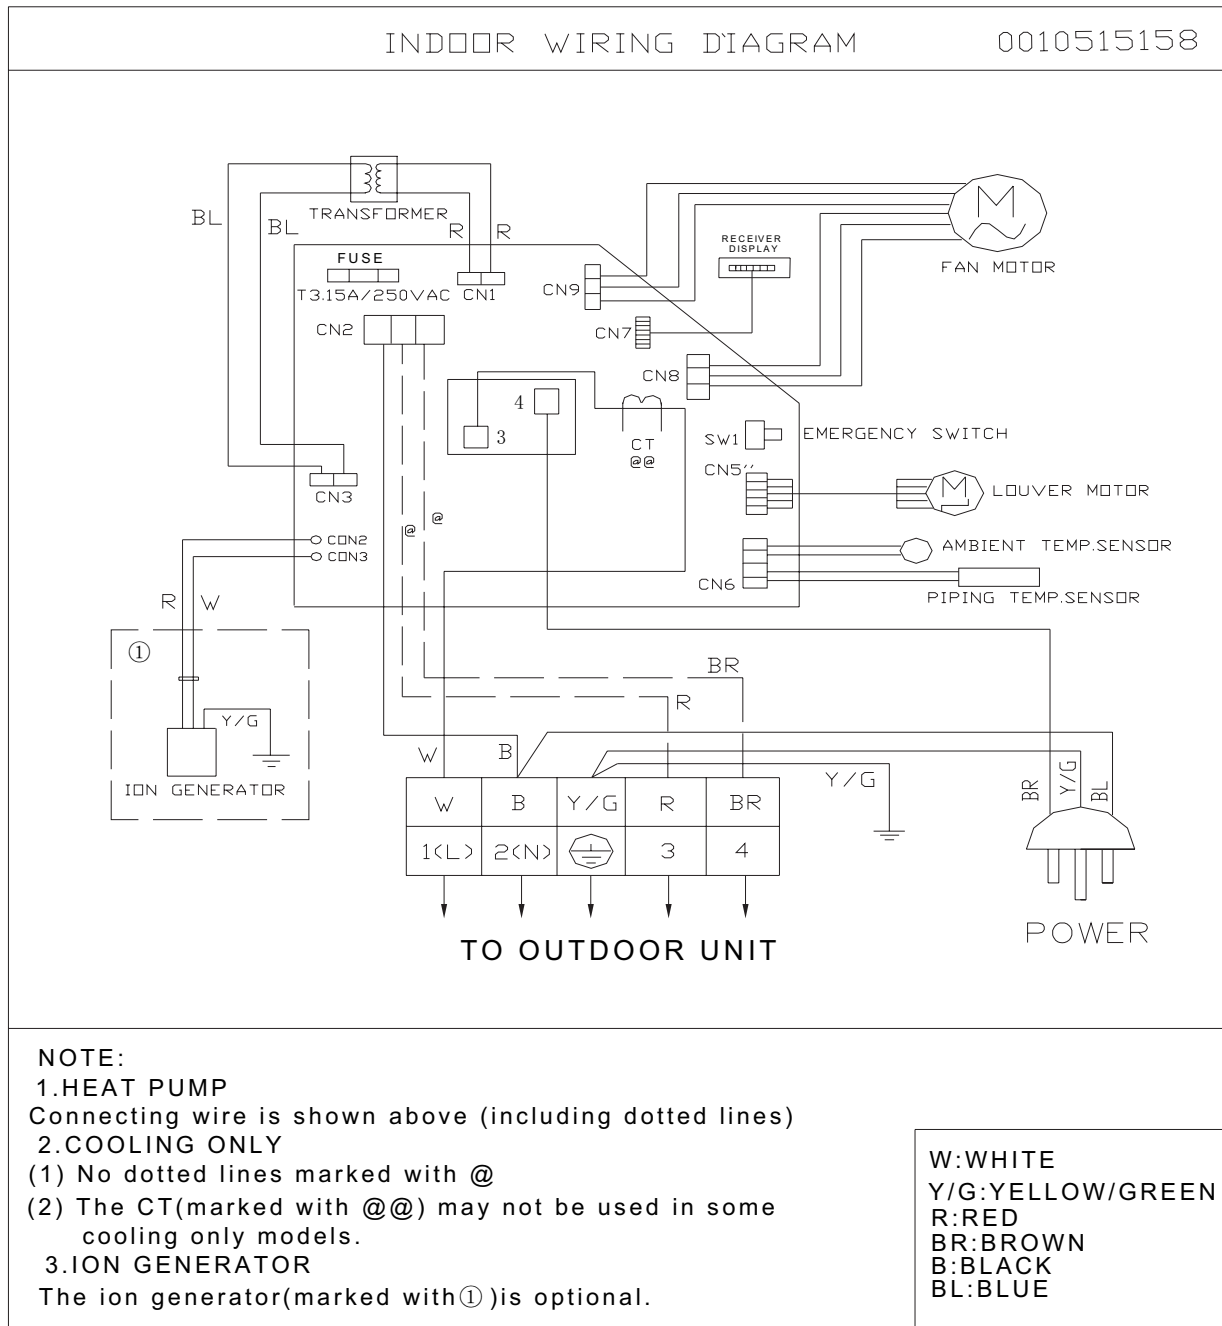 INDOOR WIRING DIAGRAM 0010515158
TRANSFORMER
BL BL R R
FUSE
T3.15A/250VAC CN1
CN2
RECEIVER
DISPLAY
M
FAN MOTOR
CN9
CN7
CN8
4
3
CT
@@
SW1 EMERGENCY SWITCH
CN5''
M
LOUVER MOTOR
CN3
@ @
CON2
CON3
AMBIENT TEMP.SENSOR
CN6
PIPING TEMP.SENSOR
R W
①
Y/G
ION GENERATOR
BR
R
W B
Y/G
BR Y/G BL
W B Y/G R BR
1(L) 2(N) 3 4
TO OUTDOOR UNIT
POWER
NOTE:
1.HEAT PUMP
Connecting wire is shown above (including dotted lines)
2.COOLING ONLY
(1) No dotted lines marked with @
(2) The CT(marked with @@) may not be used in some
cooling only models.
3.ION GENERATOR
The ion generator(marked with①)is optional.
W:WHITE
Y/G:YELLOW/GREEN
R:RED
BR:BROWN
B:BLACK
BL:BLUE